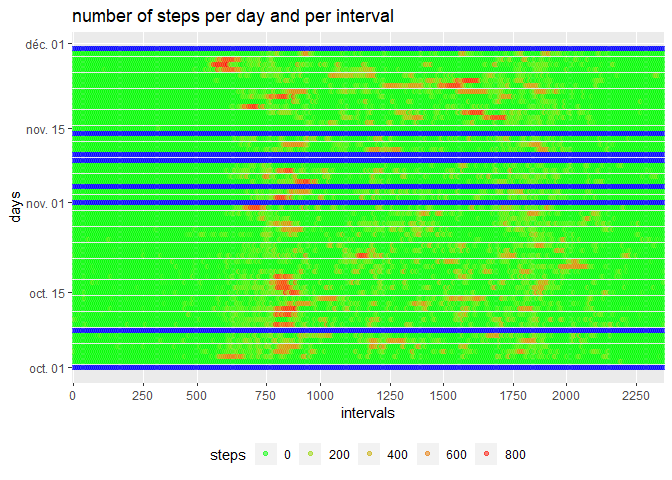 number of steps per day and per interval
déc. 01
nov. 15
nov. 01
oct. 15
oct. 01
days
0 250 500 750 1000 1250 1500 1750 2000 2250
intervals
steps 0 200 400 600 800